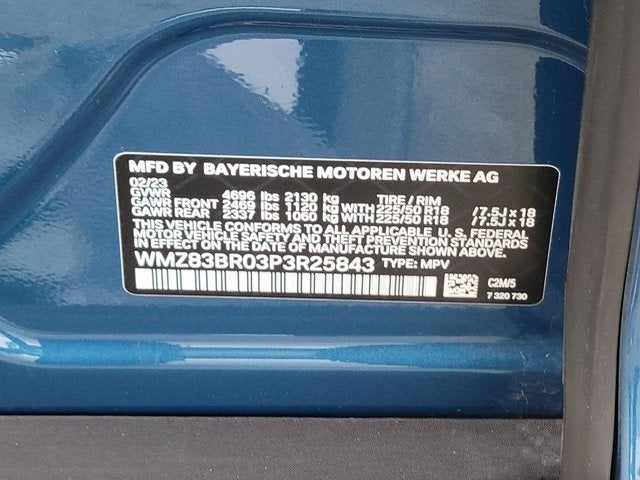 MFD BY BAYERISCHE MOTOREN WERKE AG
02/23
GVWR 4696 lbs 2130 kg TIRE / RIM
GAWR FRONT 2469 lbs 1120 kg WITH 225/50 R18 /7.5J x 18
GAWR REAR 2337 lbs 1060 kg WITH 225/50 R18 /7.5J x 18
THIS VEHICLE CONFORMS TO ALL APPLICABLE U. S. FEDERAL
MOTOR VEHICLE SAFETY, BUMPER, AND THEFT PREVENTION STANDARDS
IN EFFECT ON THE DATE OF MANUFACTURE SHOWN ABOVE.
WMZ83BR03P3R25843 TYPE: MPV
C2M/5
7 320 730